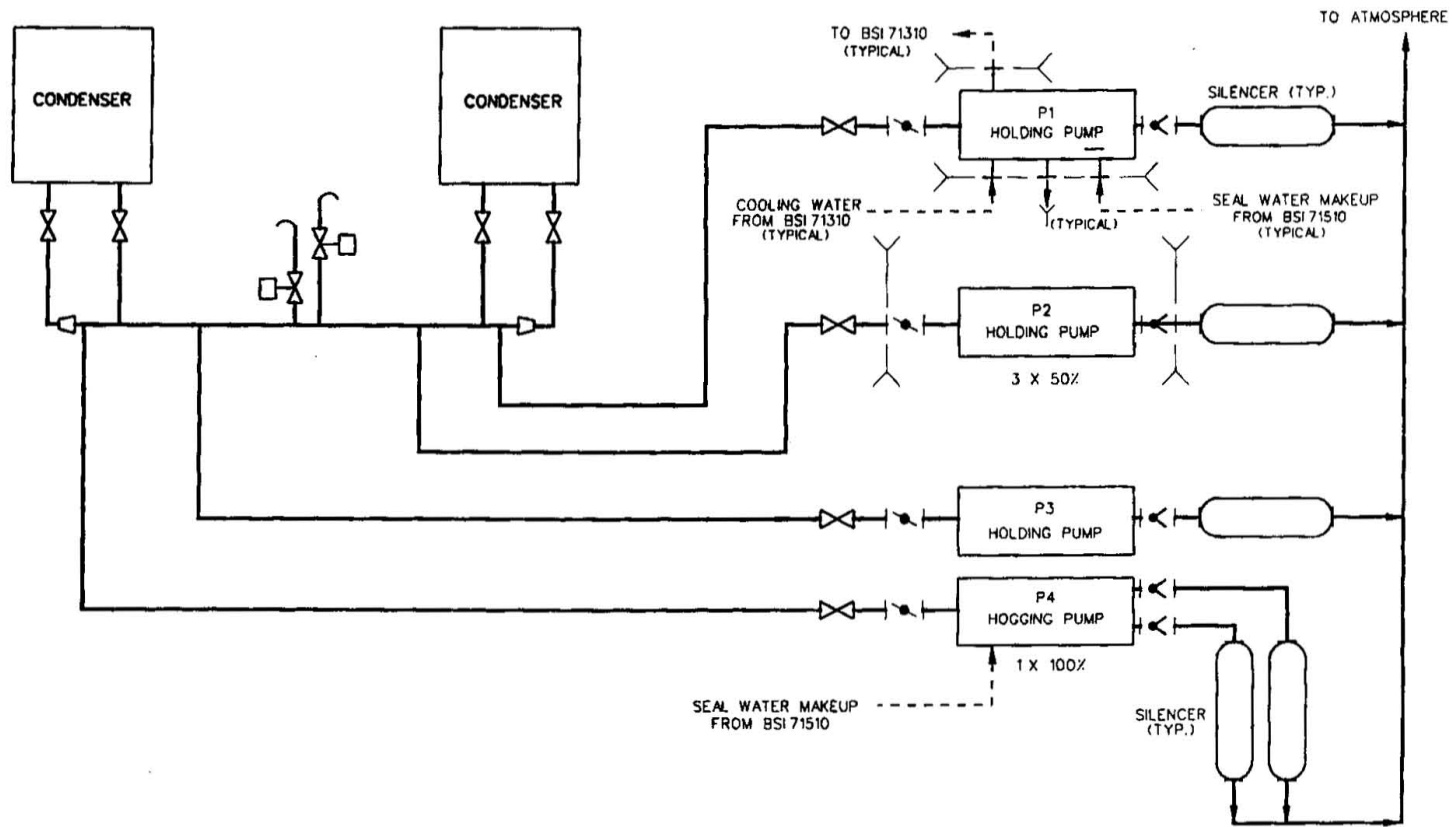 TO ATMOSPHERE
TO BSI 71310
(TYPICAL)
CONDENSER
CONDENSER
P1
HOLDING PUMP
SILENCER (TYP.)
COOLING WATER
FROM BSI 71310
(TYPICAL)
(TYPICAL)
SEAL WATER MAKEUP
FROM BSI 71510
(TYPICAL)
P2
HOLDING PUMP
3 X 50%
P3
HOLDING PUMP
P4
HOGGING PUMP
1 X 100%
SEAL WATER MAKEUP
FROM BSI 71510
SILENCER
(TYP.)